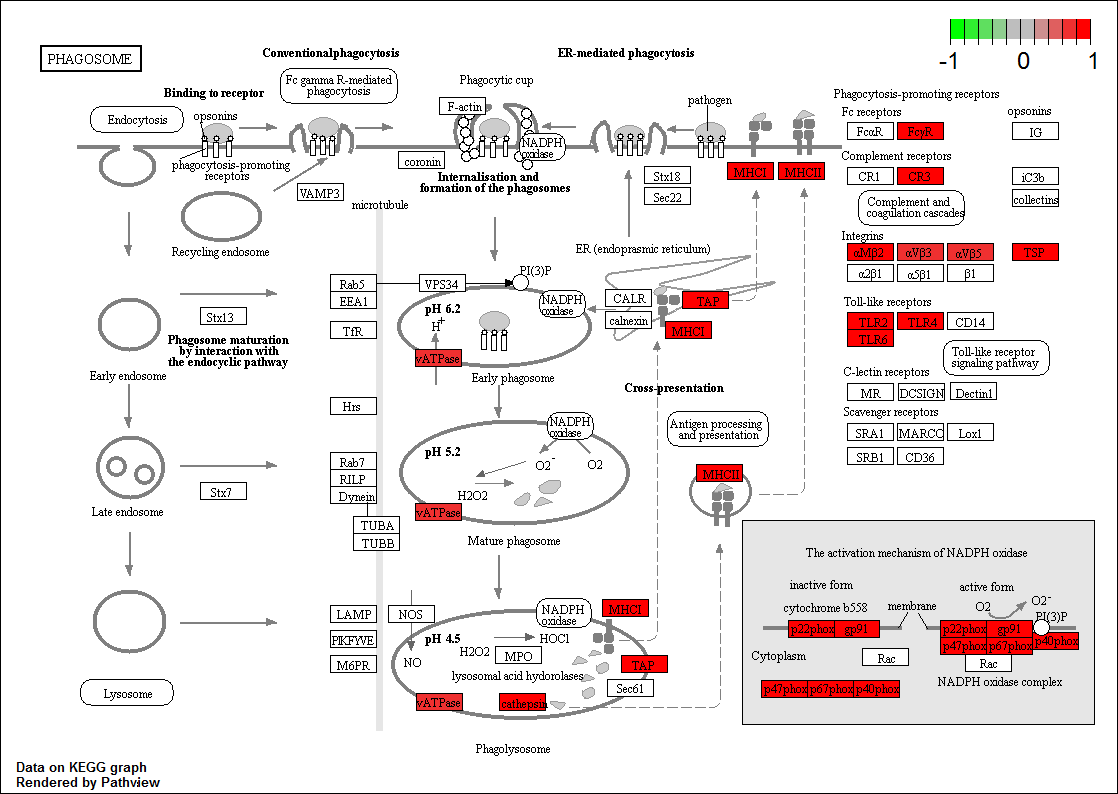 PHAGOSOME
-1 0 1
Conventionalphagocytosis
ER-mediated phagocytosis
Fc gamma R-mediated
phagocytosis
Phagocytic cup
F-actin
Binding to receptor
opsonins
Endocytosis
pathogen
NADPH
oxidase
coronin
phagocytosis-promoting
receptors
Internalisation and
formation of the phagosomes
VAMP3
microtubule
Stx18
Sec22
MHCI
MHCII
Recycling endosome
ER (endoprasmic reticulum)
Phagocytosis-promoting receptors
Fc receptors
opsonins
FcαR
FcγR
IG
Complement receptors
CR1
CR3
iC3b
collectins
Complement and
coagulation cascades
Integrins
αMβ2
αVβ3
αVβ5
TSP
α2β1
α5β1
β1
Toll-like receptors
TLR2
TLR4
CD14
TLR6
Toll-like receptor
signaling pathway
C-lectin receptors
MR
DCSIGN
Dectin1
Scavenger receptors
SRA1
MARCO
Lox1
SRB1
CD36
Rab5
EEA1
VPS34
PI(3)P
TfR
pH 6.2
H+
NADPH
oxidase
CALR
calnexin
TAP
MHCI
vATPase
Stx13
Phagosome maturation
by interaction with
the endocyclic pathway
Early endosome
Early phagosome
Cross-presentation
Hrs
NADPH
oxidase
Antigen processing
and presentation
pH 5.2
O2-
O2
H2O2
Rab7
RILP
Dynein
Stx7
vATPase
MHCII
Late endosome
TUBA
TUBB
Mature phagosome
LAMP
PIKFYVE
M6PR
NOS
NO
NADPH
oxidase
MHCI
pH 4.5
HOCl
H2O2
MPO
lysosomal acid hydorolases
TAP
Sec61
vATPase
cathepsin
Lysosome
Phagolysosome
The activation mechanism of NADPH oxidase
inactive form
active form
cytochrome b558
membrane
O2
O2-
PI(3)P
p22phox
gp91
p22phox
gp91
p47phox
p67phox
p40phox
Cytoplasm
Rac
Rac
p47phox
p67phox
p40phox
NADPH oxidase complex
Data on KEGG graph
Rendered by Pathview